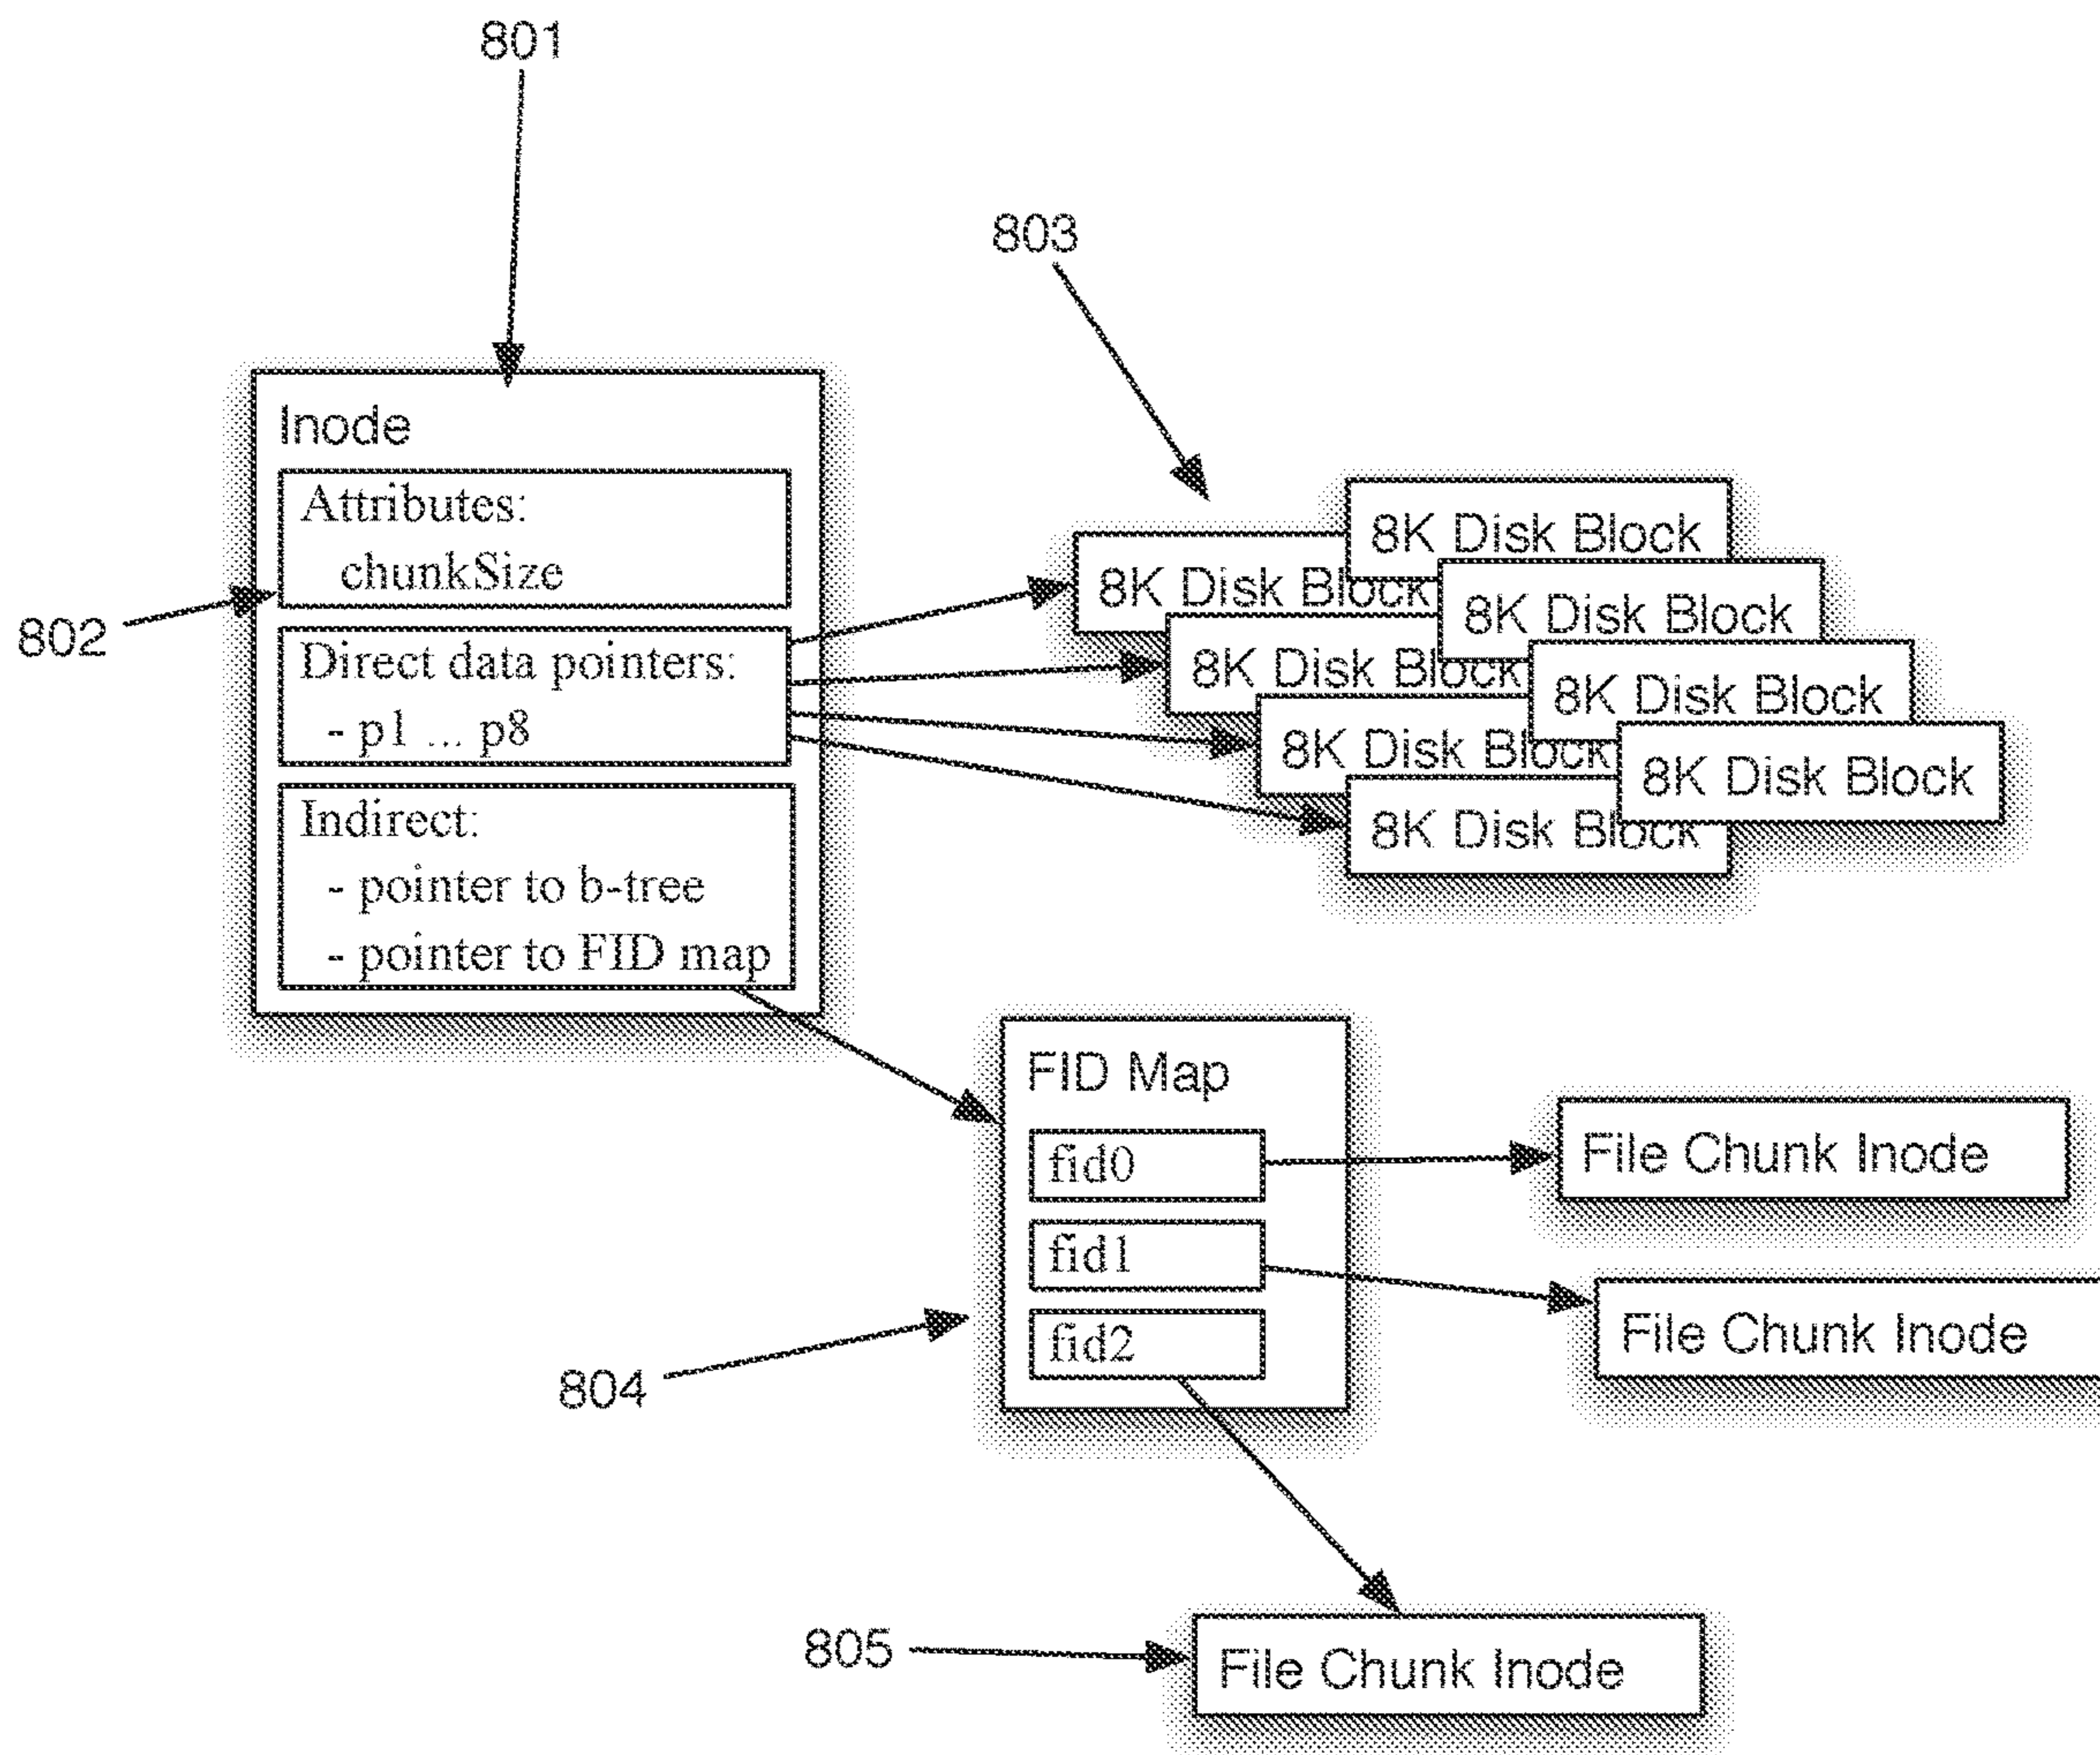 801
803
Inode
Attributes:
chunkSize
802
Direct data pointers:
- p1 ... p8
Indirect:
- pointer to b-tree
- pointer to FID map
8K Disk Block
8K Disk Block
8K Disk Block
8K Disk Block
8K Disk Block
8K Disk Block
8K Disk Block
8K Disk Block
FID Map
fid0
fid1
fid2
804
File Chunk Inode
File Chunk Inode
805
File Chunk Inode